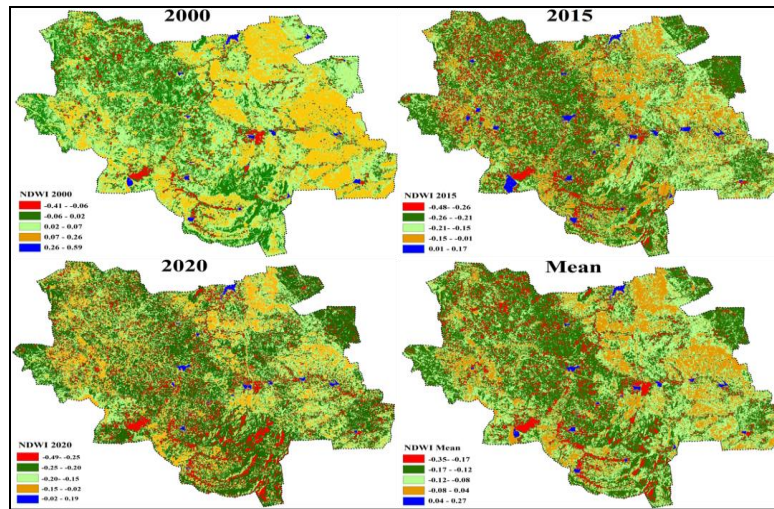 2000
NDWI 2000
-0.41 - -0.06
-0.06 - 0.02
0.02 - 0.07
0.07 - 0.26
0.26 - 0.59
2015
NDWI 2015
-0.48- -0.26
-0.26 - -0.21
-0.21 - -0.15
-0.15 - -0.01
0.01 - 0.17
2020
NDWI 2020
-0.49- -0.25
-0.25 - -0.20
-0.20 - -0.15
-0.15 - -0.02
-0.02 - 0.19
Mean
NDWI Mean
-0.35- -0.17
-0.17 - -0.12
-0.12 - -0.08
-0.08 - 0.04
0.04 - 0.27